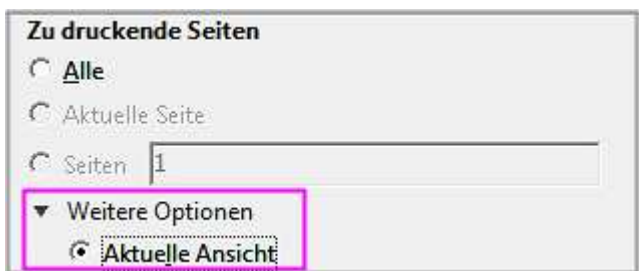 Zu druckende Seiten
Alle
Aktuelle Seite
Seiten 1
Weitere Optionen
Aktuelle Ansicht